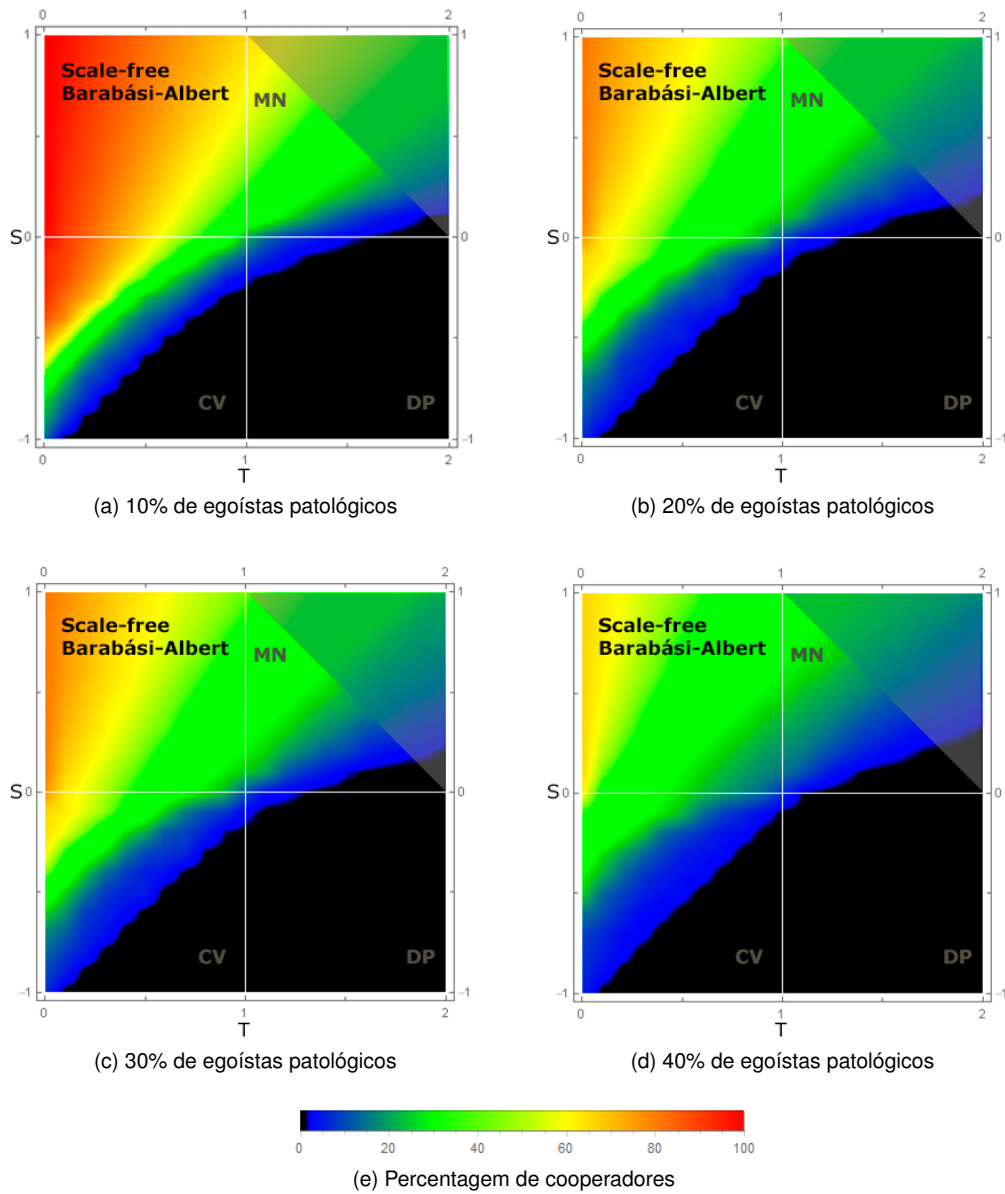 0 1 2
1 1
Scale-free
Barabási-Albert MN
S 0 0
CV DP
-1 -1
0 1 2
T
(a) 10% de egoístas patológicos
0 1 2
1 1
Scale-free
Barabási-Albert MN
S 0 0
CV DP
-1 -1
0 1 2
T
(b) 20% de egoístas patológicos
0 1 2
1 1
Scale-free
Barabási-Albert MN
S 0 0
CV DP
-1 -1
0 1 2
T
(c) 30% de egoístas patológicos
0 1 2
1 1
Scale-free
Barabási-Albert MN
S 0 0
CV DP
-1 -1
0 1 2
T
(d) 40% de egoístas patológicos
0 20 40 60 80 100
(e) Percentagem de cooperadores